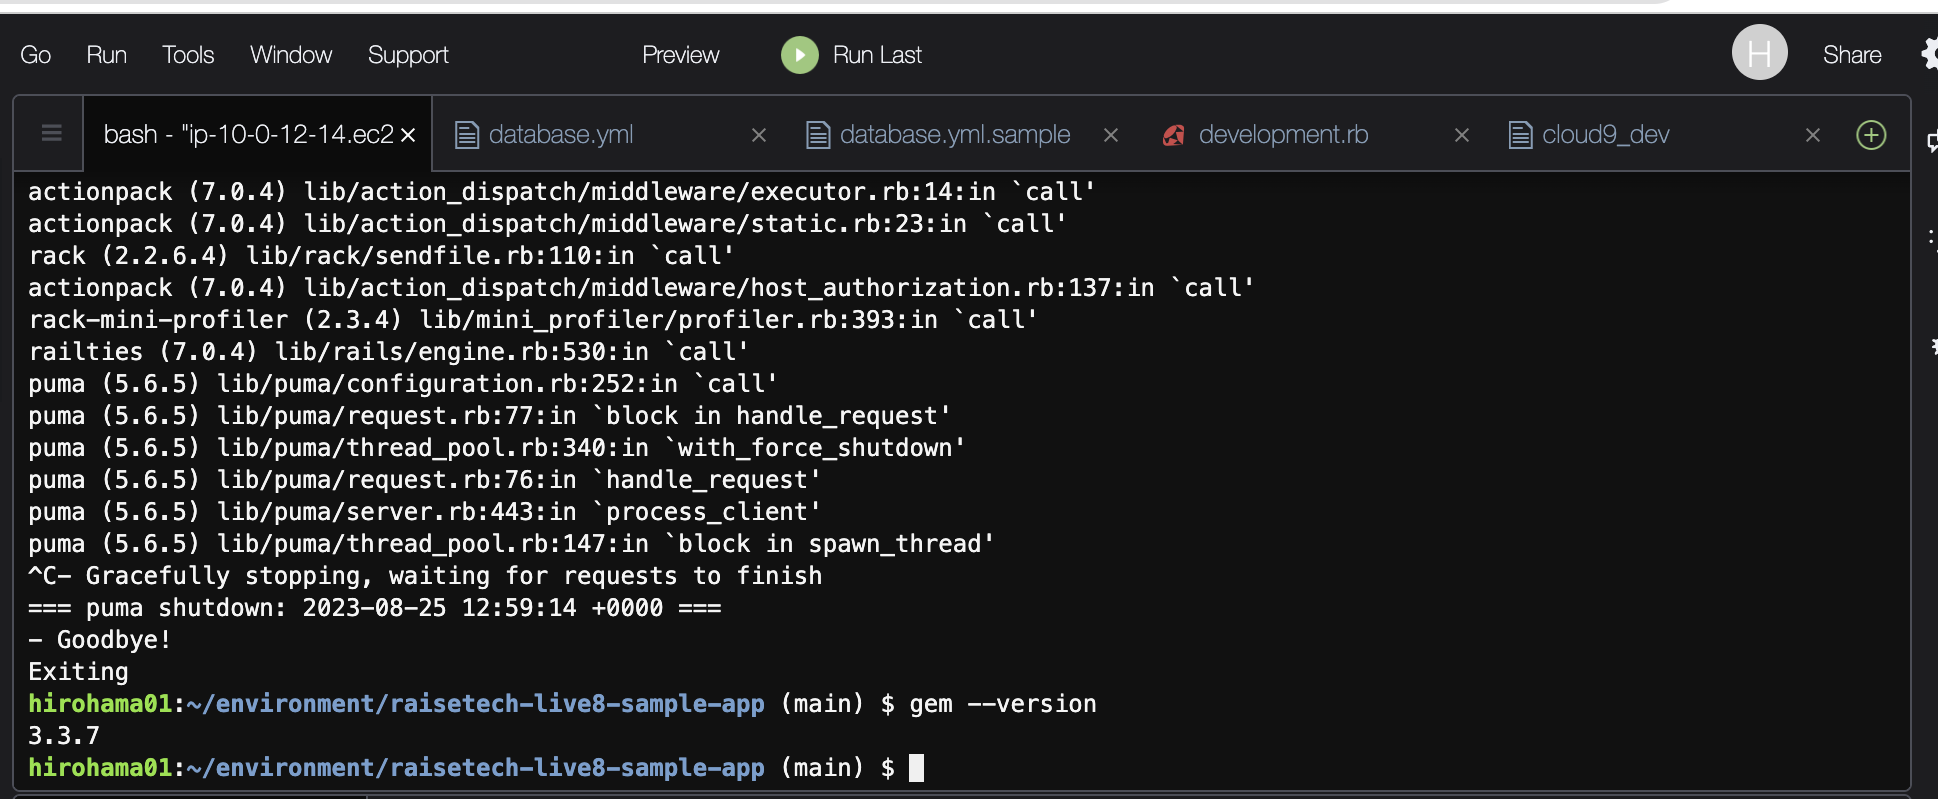 Go Run Tools Window Support Preview Run Last H Share
bash - "ip-10-0-12-14.ec2 × database.yml × database.yml.sample × development.rb × cloud9_dev ×
actionpack (7.0.4) lib/action_dispatch/middleware/executor.rb:14:in `call'
actionpack (7.0.4) lib/action_dispatch/middleware/static.rb:23:in `call'
rack (2.2.6.4) lib/rack/sendfile.rb:110:in `call'
actionpack (7.0.4) lib/action_dispatch/middleware/host_authorization.rb:137:in `call'
rack-mini-profiler (2.3.4) lib/mini_profiler/profiler.rb:393:in `call'
railties (7.0.4) lib/rails/engine.rb:530:in `call'
puma (5.6.5) lib/puma/configuration.rb:252:in `call'
puma (5.6.5) lib/puma/request.rb:77:in `block in handle_request'
puma (5.6.5) lib/puma/thread_pool.rb:340:in `with_force_shutdown'
puma (5.6.5) lib/puma/request.rb:76:in `handle_request'
puma (5.6.5) lib/puma/server.rb:443:in `process_client'
puma (5.6.5) lib/puma/thread_pool.rb:147:in `block in spawn_thread'
^C- Gracefully stopping, waiting for requests to finish
=== puma shutdown: 2023-08-25 12:59:14 +0000 ===
- Goodbye!
Exiting
hirohama01:~/environment/raisetech-live8-sample-app (main) $ gem --version
3.3.7
hirohama01:~/environment/raisetech-live8-sample-app (main) $